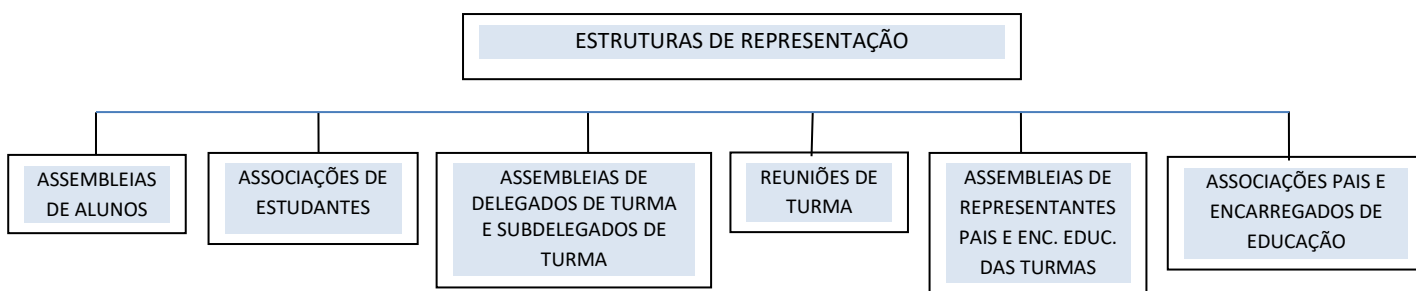 ESTRUTURAS DE REPRESENTAÇÃO
ASSEMBLEIAS
DE ALUNOS
ASSOCIAÇÕES DE
ESTUDANTES
ASSEMBLEIAS DE
DELEGADOS DE TURMA
E SUBDELEGADOS DE
TURMA
REUNIÕES DE
TURMA
ASSEMBLEIAS DE
REPRESENTANTES
PAIS E ENC. EDUC.
DAS TURMAS
ASSOCIAÇÕES PAIS E
ENCARREGADOS DE
EDUCAÇÃO